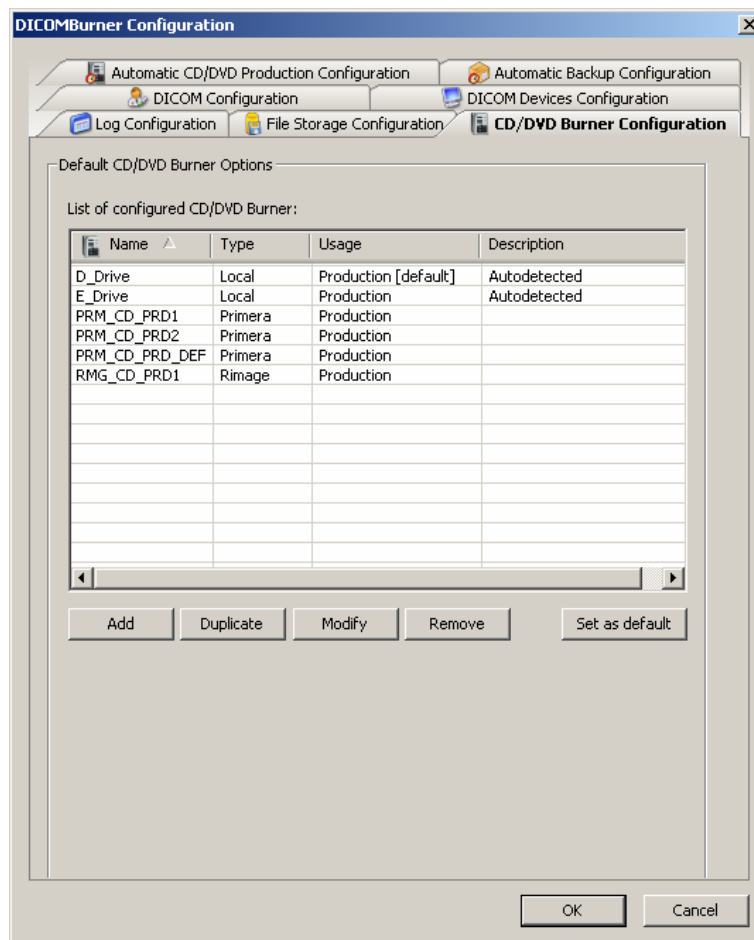 DICOMBurner Configuration
Automatic CD/DVD Production Configuration Automatic Backup Configuration
DICOM Configuration DICOM Devices Configuration
Log Configuration File Storage Configuration CD/DVD Burner Configuration
Default CD/DVD Burner Options
List of configured CD/DVD Burner:
Name Type Usage Description
D_Drive Local Production [default] Autodetected
E_Drive Local Production Autodetected
PRM_CD_PRD1 Primera Production
PRM_CD_PRD2 Primera Production
PRM_CD_PRD_DEF Primera Production
RMG_CD_PRD1 Rimage Production
Add Duplicate Modify Remove Set as default
OK Cancel